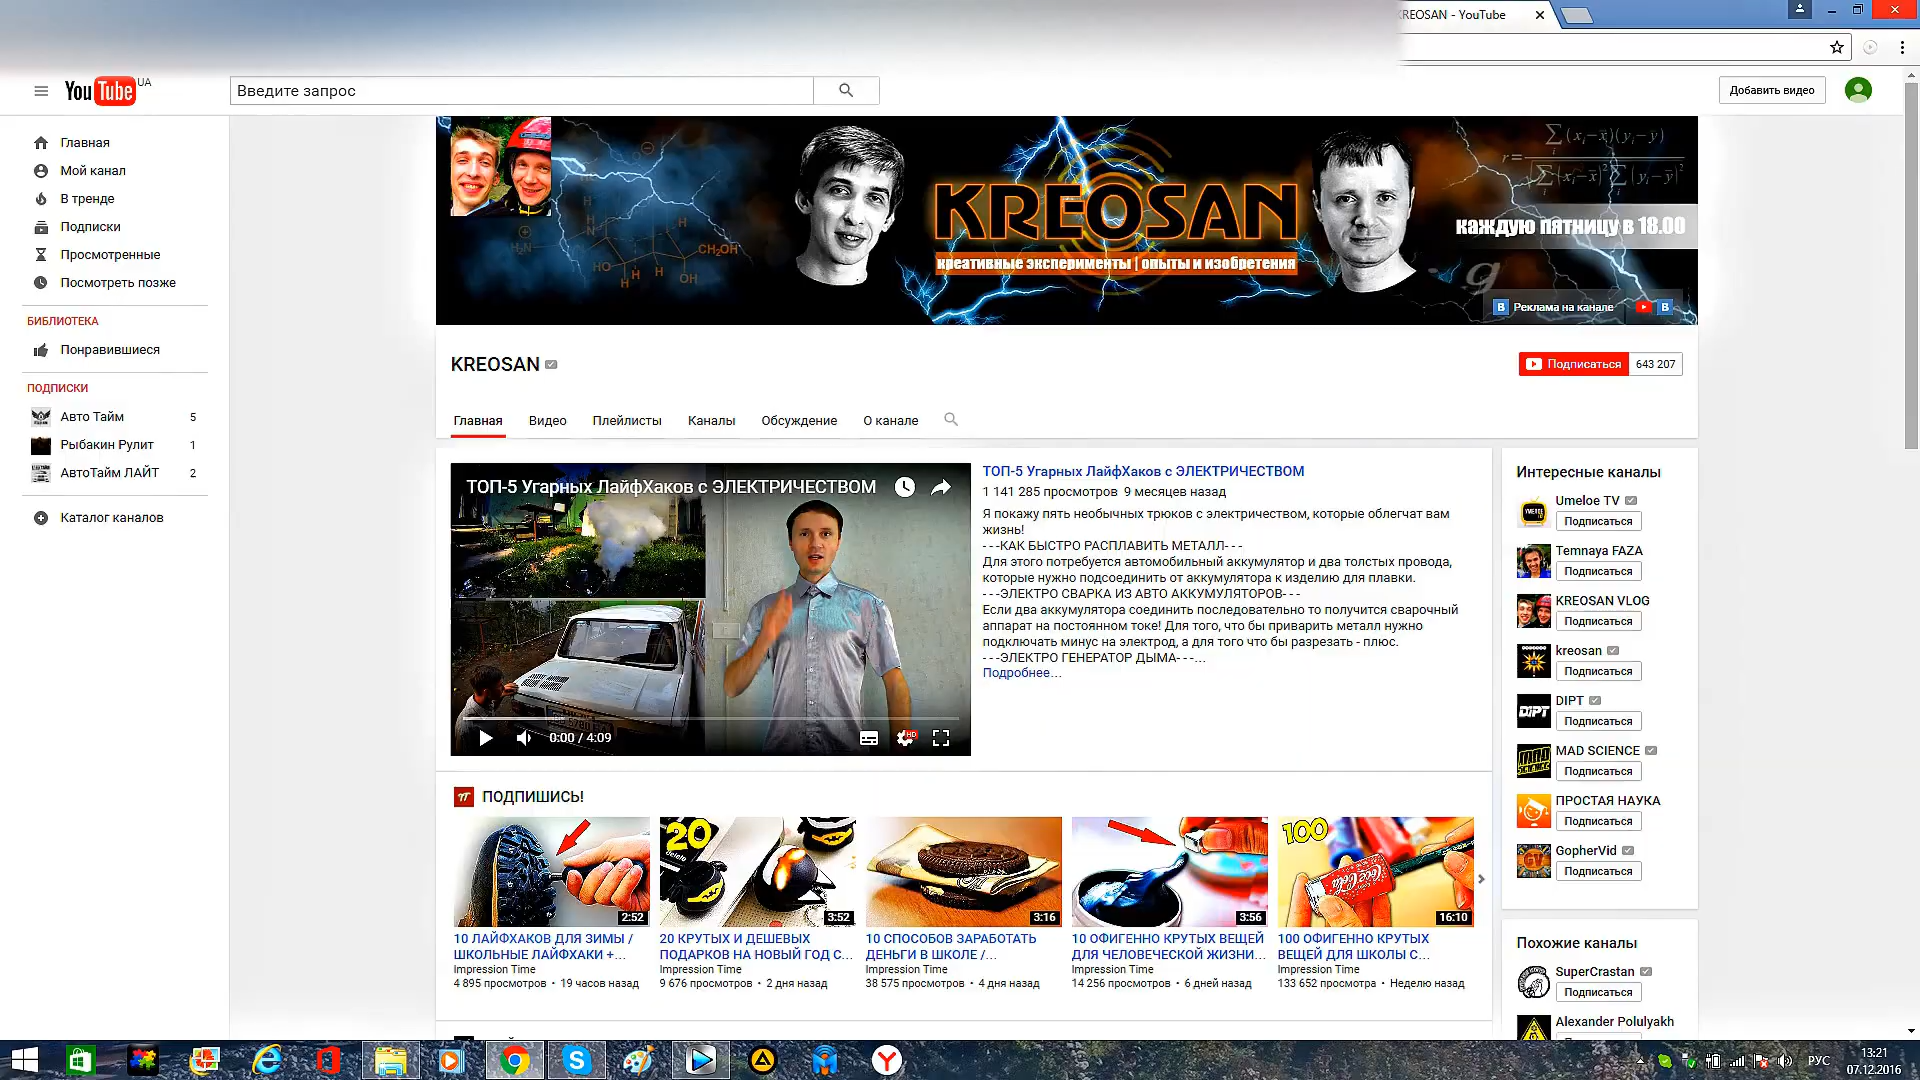 KREOSAN - YouTube
YouTube UA
Введите запрос
Добавить видео
Главная
Мой канал
В тренде
Подписки
Просмотренные
Посмотреть позже
БИБЛИОТЕКА
Понравившиеся
ПОДПИСКИ
Авто Тайм 5
Рыбакин Рулит 1
АвтоТайм ЛАЙТ 2
Каталог каналов
KREOSAN
креативные эксперименты | опыты и изобретения
каждую пятницу в 18.00
Реклама на канале
KREOSAN
Подписаться 643 207
Главная Видео Плейлисты Каналы Обсуждение О канале
ТОП-5 Угарных ЛайфХаков с ЭЛЕКТРИЧЕСТВОМ
0:00 / 4:09
ТОП-5 Угарных ЛайфХаков с ЭЛЕКТРИЧЕСТВОМ
1 141 285 просмотров 9 месяцев назад
Я покажу пять необычных трюков с электричеством, которые облегчат вам
жизнь!
- - -КАК БЫСТРО РАСПЛАВИТЬ МЕТАЛЛ- - -
Для этого потребуется автомобильный аккумулятор и два толстых провода,
которые нужно подсоединить от аккумулятора к изделию для плавки.
- - -ЭЛЕКТРО СВАРКА ИЗ АВТО АККУМУЛЯТОРОВ- - -
Если два аккумулятора соединить последовательно то получится сварочный
аппарат на постоянном токе! Для того, что бы приварить металл нужно
подключать минус на электрод, а для того что бы разрезать - плюс.
- - -ЭЛЕКТРО ГЕНЕРАТОР ДЫМА- - -...
Подробнее...
ПОДПИШИСЬ!
2:52
20
3:52
3:16
3:56
100
Coca Cola
16:10
10 ЛАЙФХАКОВ ДЛЯ ЗИМЫ /
ШКОЛЬНЫЕ ЛАЙФХАКИ +...
Impression Time
4 895 просмотров • 19 часов назад
20 КРУТЫХ И ДЕШЕВЫХ
ПОДАРКОВ НА НОВЫЙ ГОД С...
Impression Time
9 676 просмотров • 2 дня назад
10 СПОСОБОВ ЗАРАБОТАТЬ
ДЕНЬГИ В ШКОЛЕ /...
Impression Time
38 575 просмотров • 4 дня назад
10 ОФИГЕННО КРУТЫХ ВЕЩЕЙ
ДЛЯ ЧЕЛОВЕЧЕСКОЙ ЖИЗНИ...
Impression Time
14 256 просмотров • 6 дней назад
100 ОФИГЕННО КРУТЫХ
ВЕЩЕЙ ДЛЯ ШКОЛЫ С...
Impression Time
133 652 просмотра • Неделю назад
Интересные каналы
Umeloe TV
Подписаться
Temnaya FAZA
Подписаться
KREOSAN VLOG
Подписаться
kreosan
Подписаться
DIPT
Подписаться
MAD SCIENCE
Подписаться
ПРОСТАЯ НАУКА
Подписаться
GopherVid
Подписаться
Похожие каналы
SuperCrastan
Подписаться
Alexander Polulyakh
РУС
13:21
07.12.2016